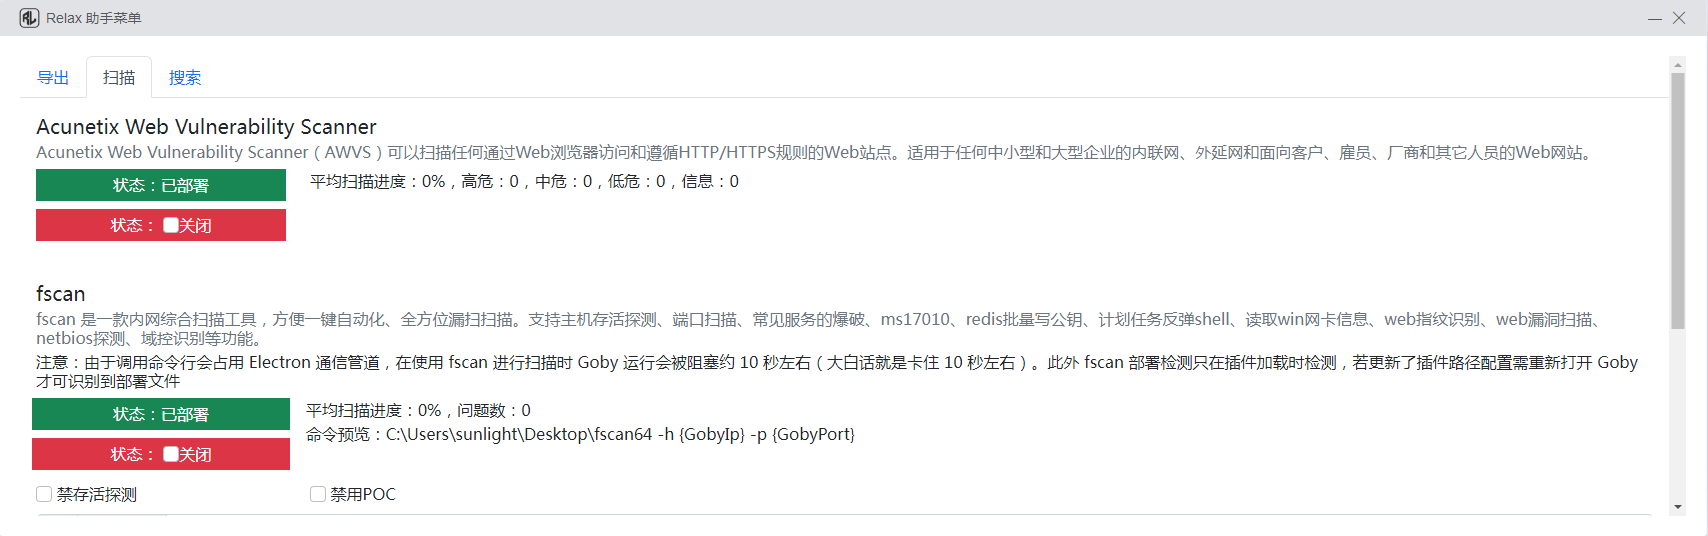 Relax 助手菜单
导出 扫描 搜索
Acunetix Web Vulnerability Scanner
Acunetix Web Vulnerability Scanner（AWVS）可以扫描任何通过Web浏览器访问和遵循HTTP/HTTPS规则的Web站点。适用于任何中小型和大型企业的内联网、外延网和面向客户、雇员、厂商和其它人员的Web网站。
状态：已部署 平均扫描进度：0%，高危：0，中危：0，低危：0，信息：0
状态： 关闭
fscan
fscan 是一款内网综合扫描工具，方便一键自动化、全方位漏扫扫描。支持主机存活探测、端口扫描、常见服务的爆破、ms17010、redis批量写公钥、计划任务反弹shell、读取win网卡信息、web指纹识别、web漏洞扫描、
netbios探测、域控识别等功能。
注意：由于调用命令行会占用 Electron 通信管道，在使用 fscan 进行扫描时 Goby 运行会被阻塞约 10 秒左右（大白话就是卡住 10 秒左右）。此外 fscan 部署检测只在插件加载时检测，若更新了插件路径配置需重新打开 Goby
才可识别到部署文件
状态：已部署 平均扫描进度：0%，问题数：0
命令预览：C:\Users\sunlight\Desktop\fscan64 -h {GobyIp} -p {GobyPort}
状态： 关闭
禁存活探测 禁用POC